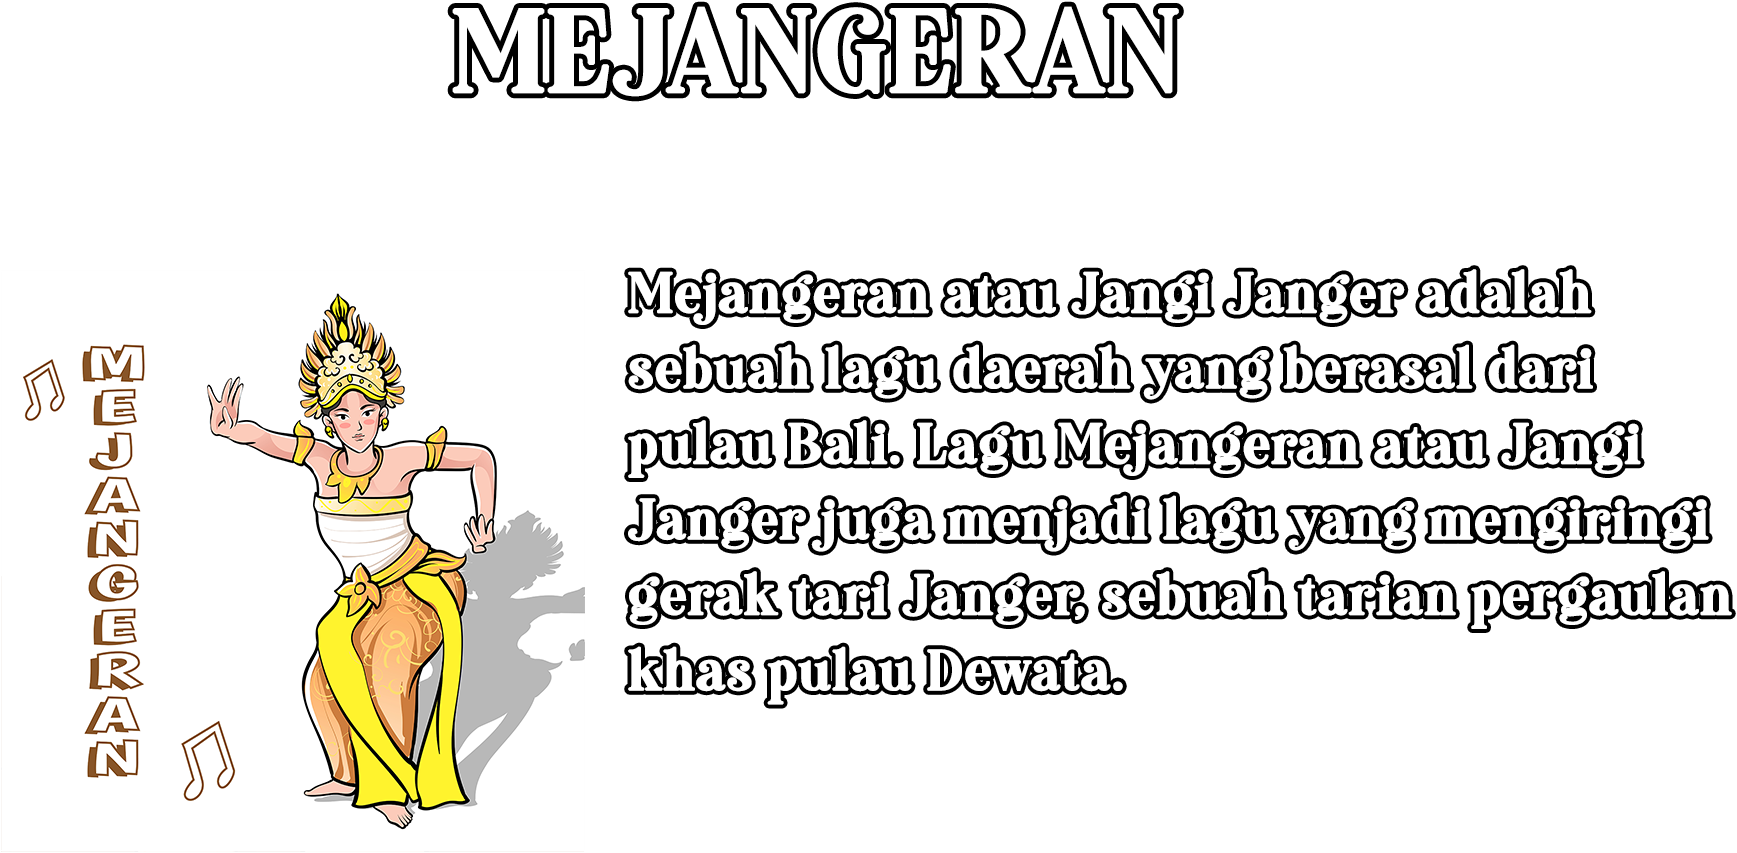 MEJANGERAN
MEJANGERAN
Mejangeran atau Jangi Janger adalah
sebuah lagu daerah yang berasal dari
pulau Bali. Lagu Mejangeran atau Jangi
Janger juga menjadi lagu yang mengiringi
gerak tari Janger, sebuah tarian pergaulan
khas pulau Dewata.